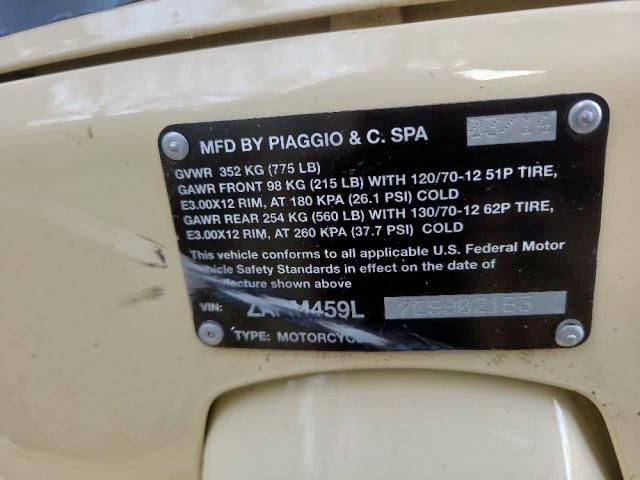 MFD BY PIAGGIO & C. SPA
GVWR 352 KG (775 LB)
GAWR FRONT 98 KG (215 LB) WITH 120/70-12 51P TIRE,
E3.00X12 RIM, AT 180 KPA (26.1 PSI) COLD
GAWR REAR 254 KG (560 LB) WITH 130/70-12 62P TIRE,
E3.00X12 RIM, AT 260 KPA (37.7 PSI) COLD
This vehicle conforms to all applicable U.S. Federal Motor
Safety Standards in effect on the date of
shown above
VIN: M459L
TYPE: